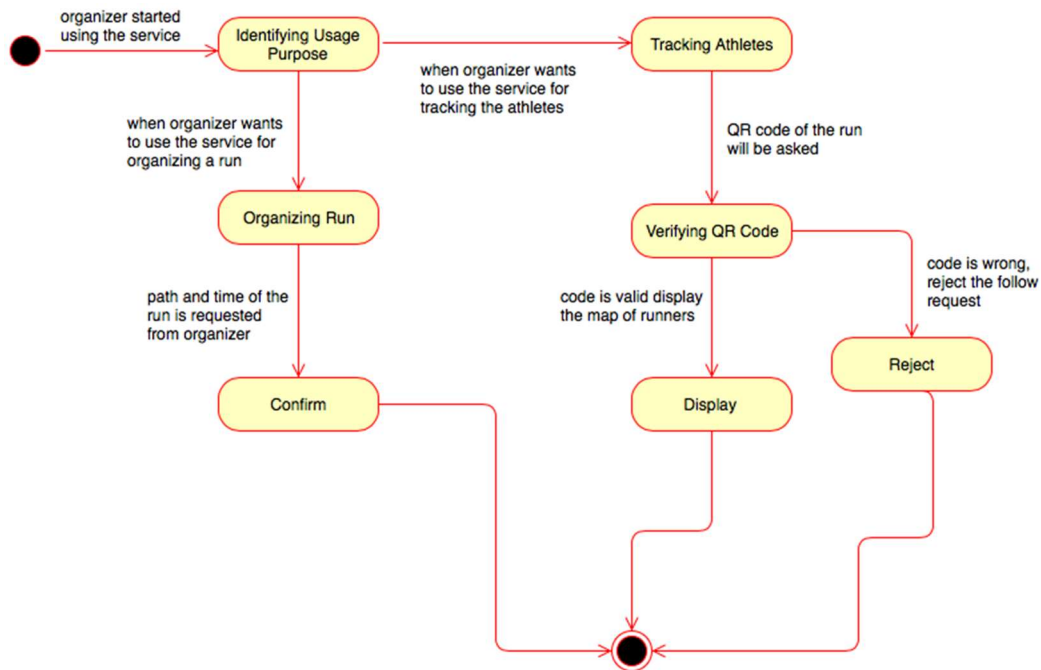 organizer started
using the service
Identifying Usage
Purpose
Tracking Athletes
when organizer wants
to use the service for
tracking the athletes
when organizer wants
to use the service for
organizing a run
QR code of the run
will be asked
Organizing Run
Verifying QR Code
code is wrong,
reject the follow
request
path and time of the
run is requested
from organizer
code is valid display
the map of runners
Reject
Confirm
Display